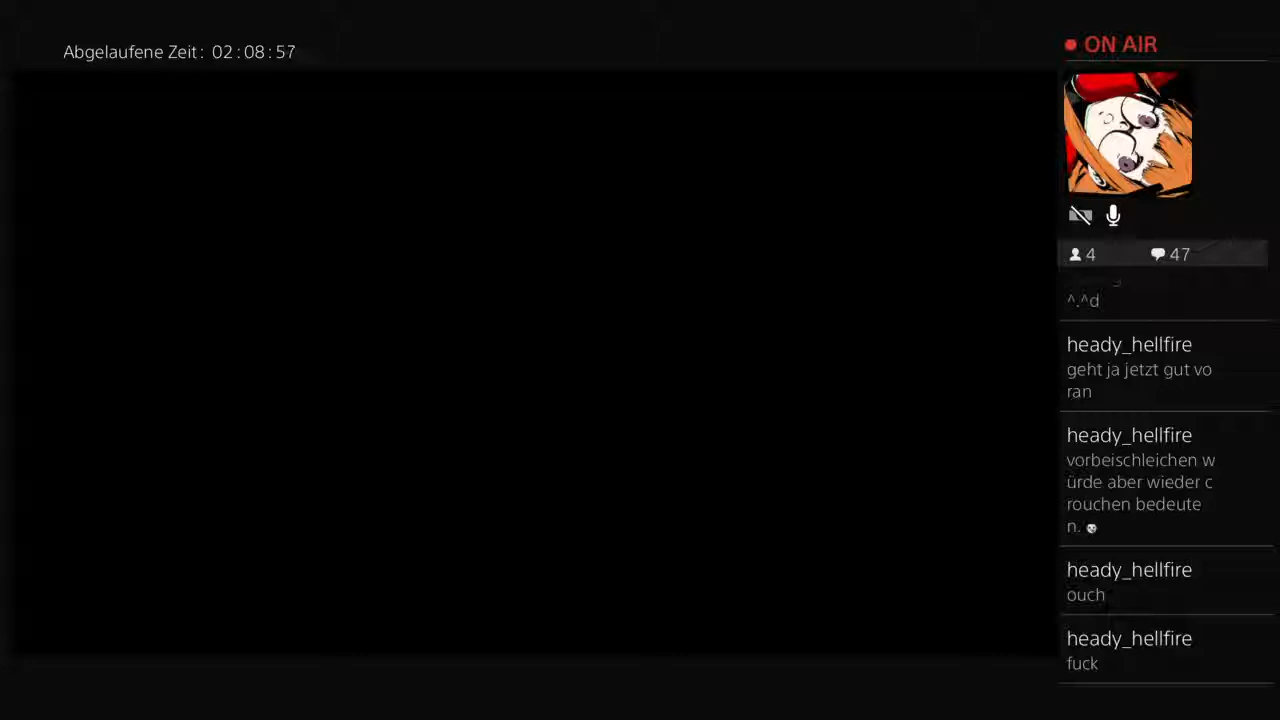 Abgelaufene Zeit: 02:08:57
ON AIR
4 47
^.^d
heady_hellfire
geht ja jetzt gut vo
ran
heady_hellfire
vorbeischleichen w
ürde aber wieder c
rouchen bedeute
n.
heady_hellfire
ouch
heady_hellfire
fuck